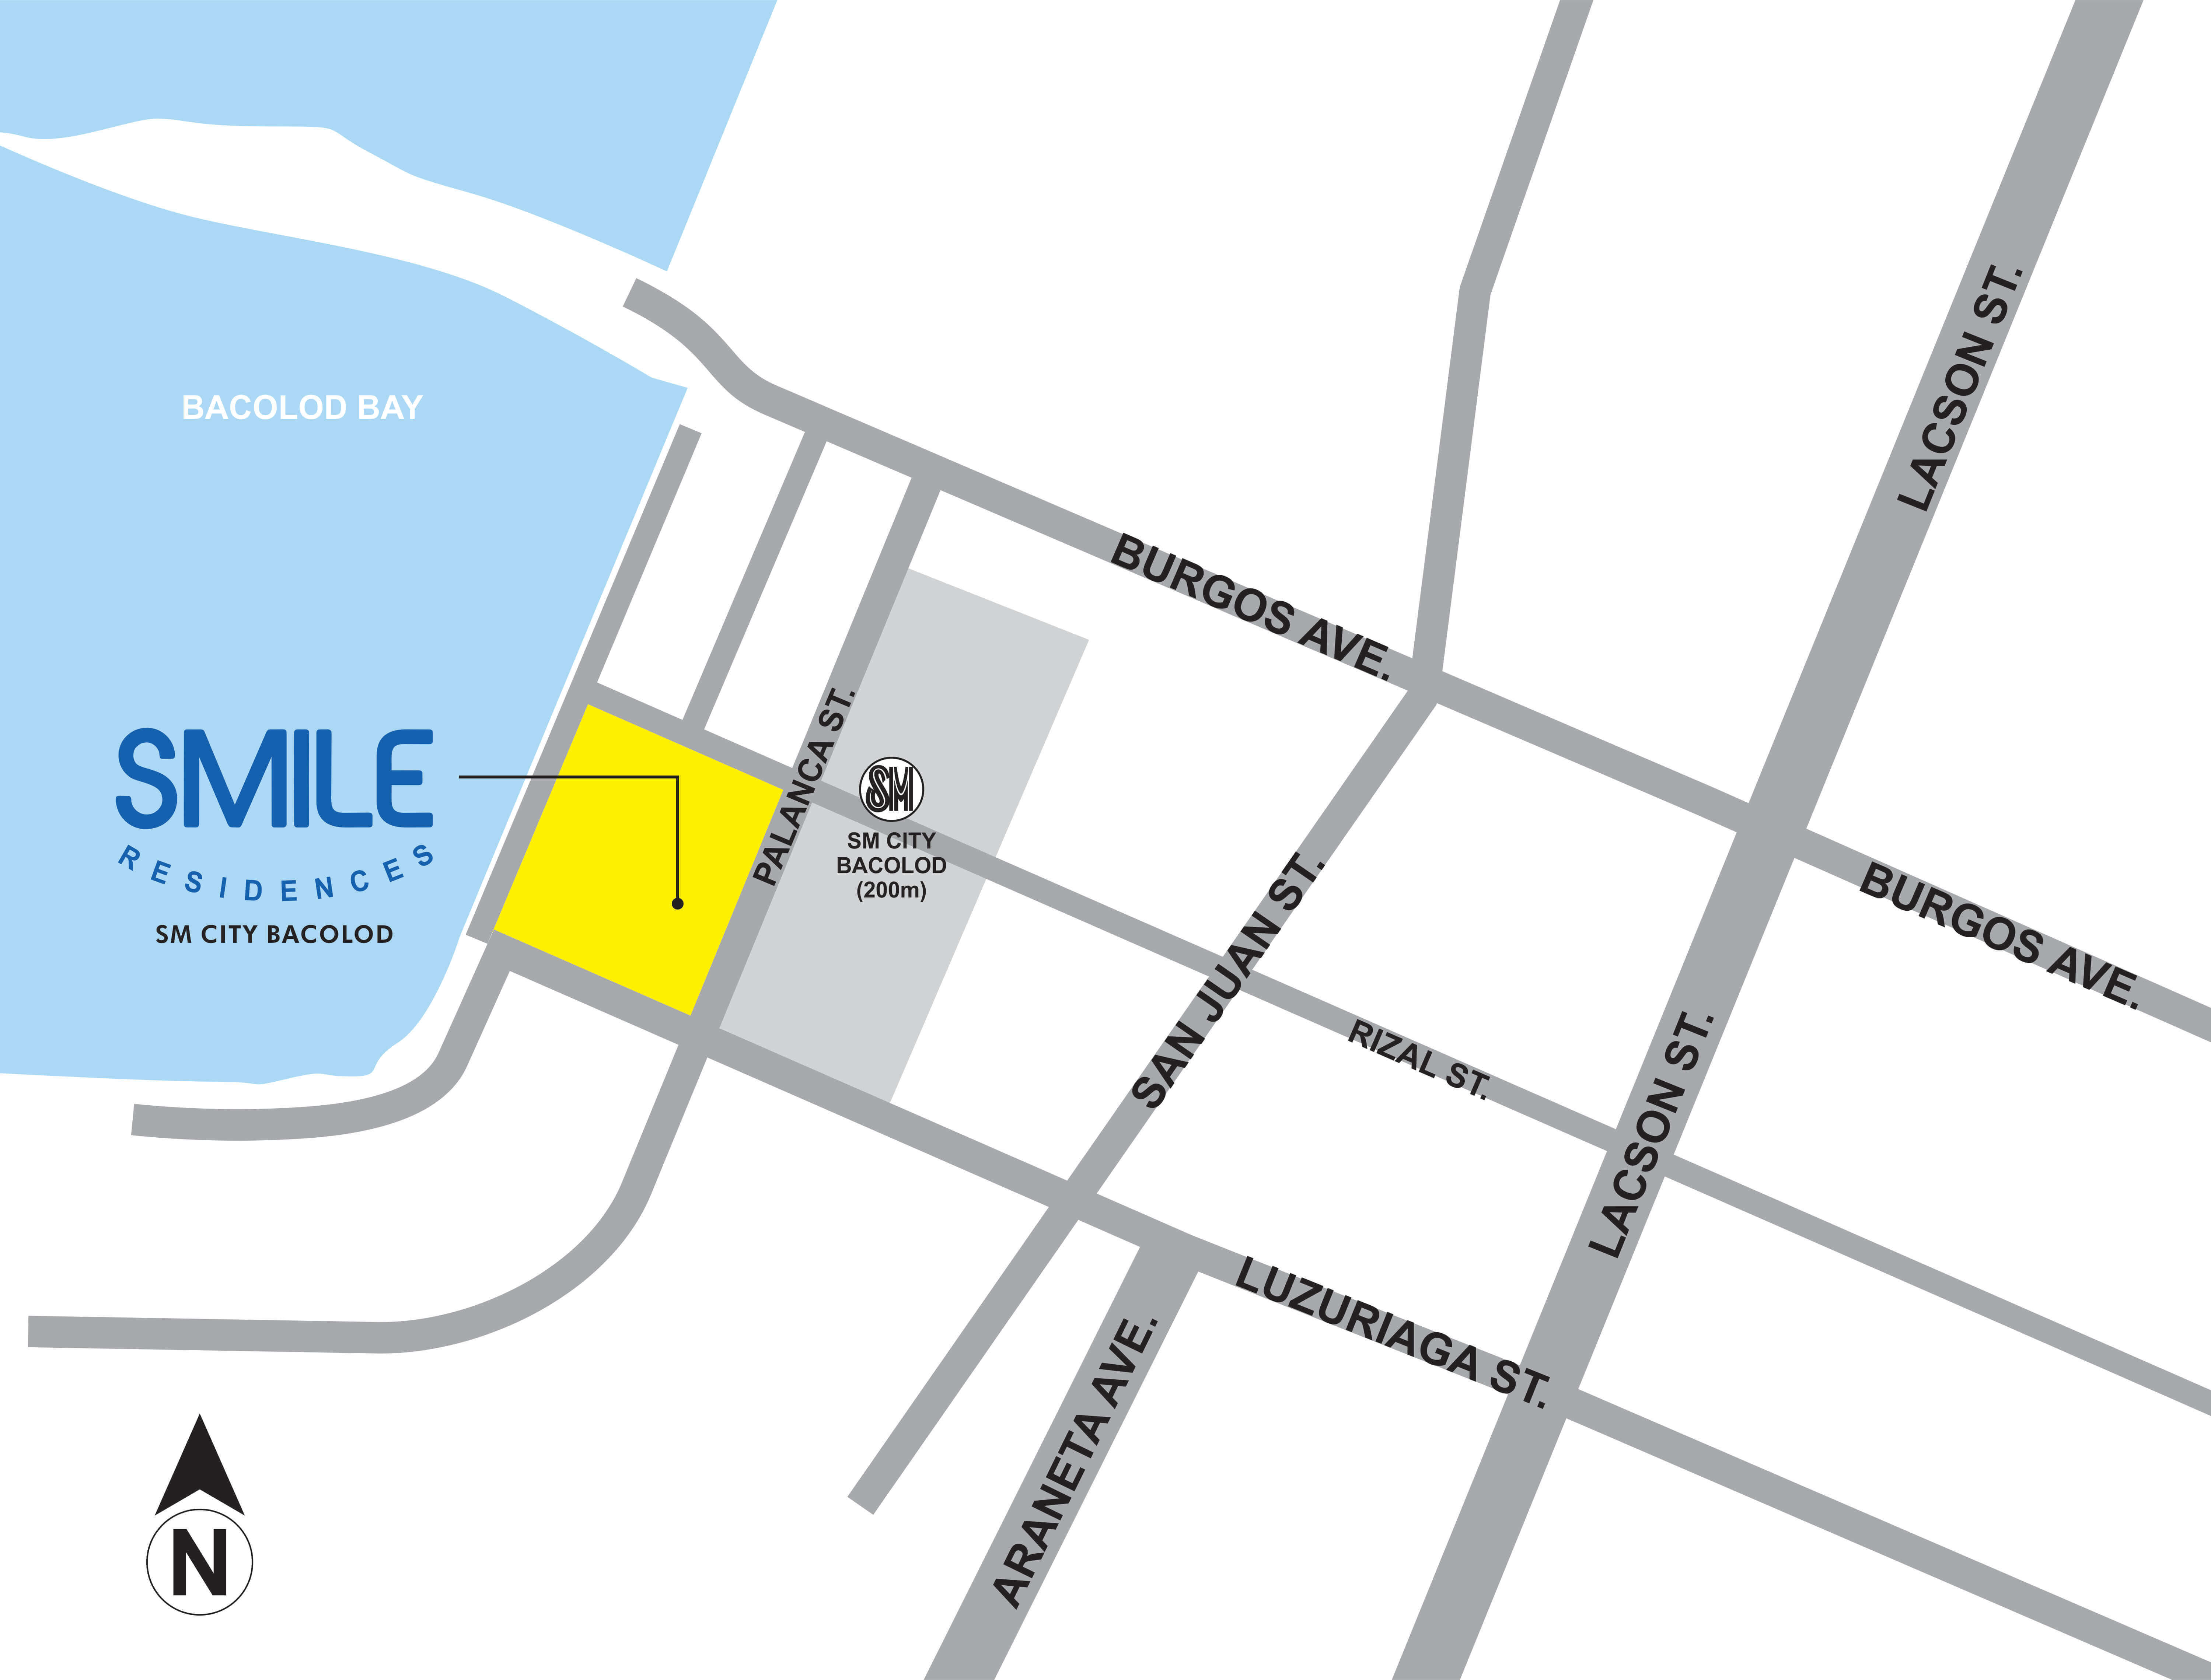 BACOLOD BAY
SMILE
RESIDENCES
SM CITY BACOLOD
PALANCA ST.
SM
SM CITY
BACOLOD
(200m)
BURGOS AVE.
LACSON ST.
SAN JUAN ST.
RIZAL ST.
BURGOS AVE.
LACSON ST.
LUZURIAGA ST.
ARANETA AVE.
N